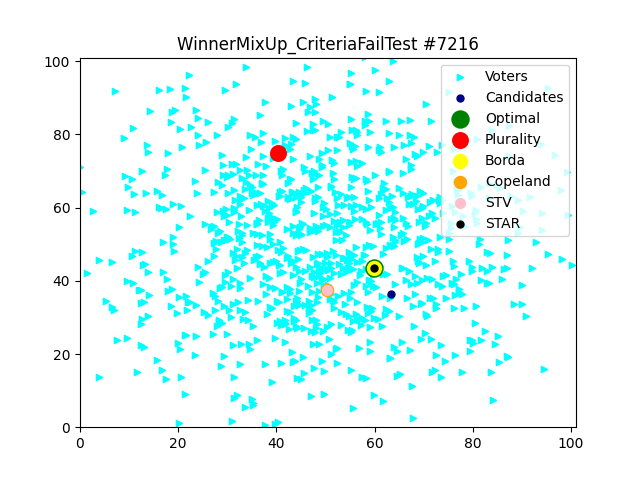 WinnerMixUp_CriteriaFailTest #7216
100
80
60
40
20
0
0
20
40
60
80
100
Voters
Candidates
Optimal
Plurality
Borda
Copeland
STV
STAR